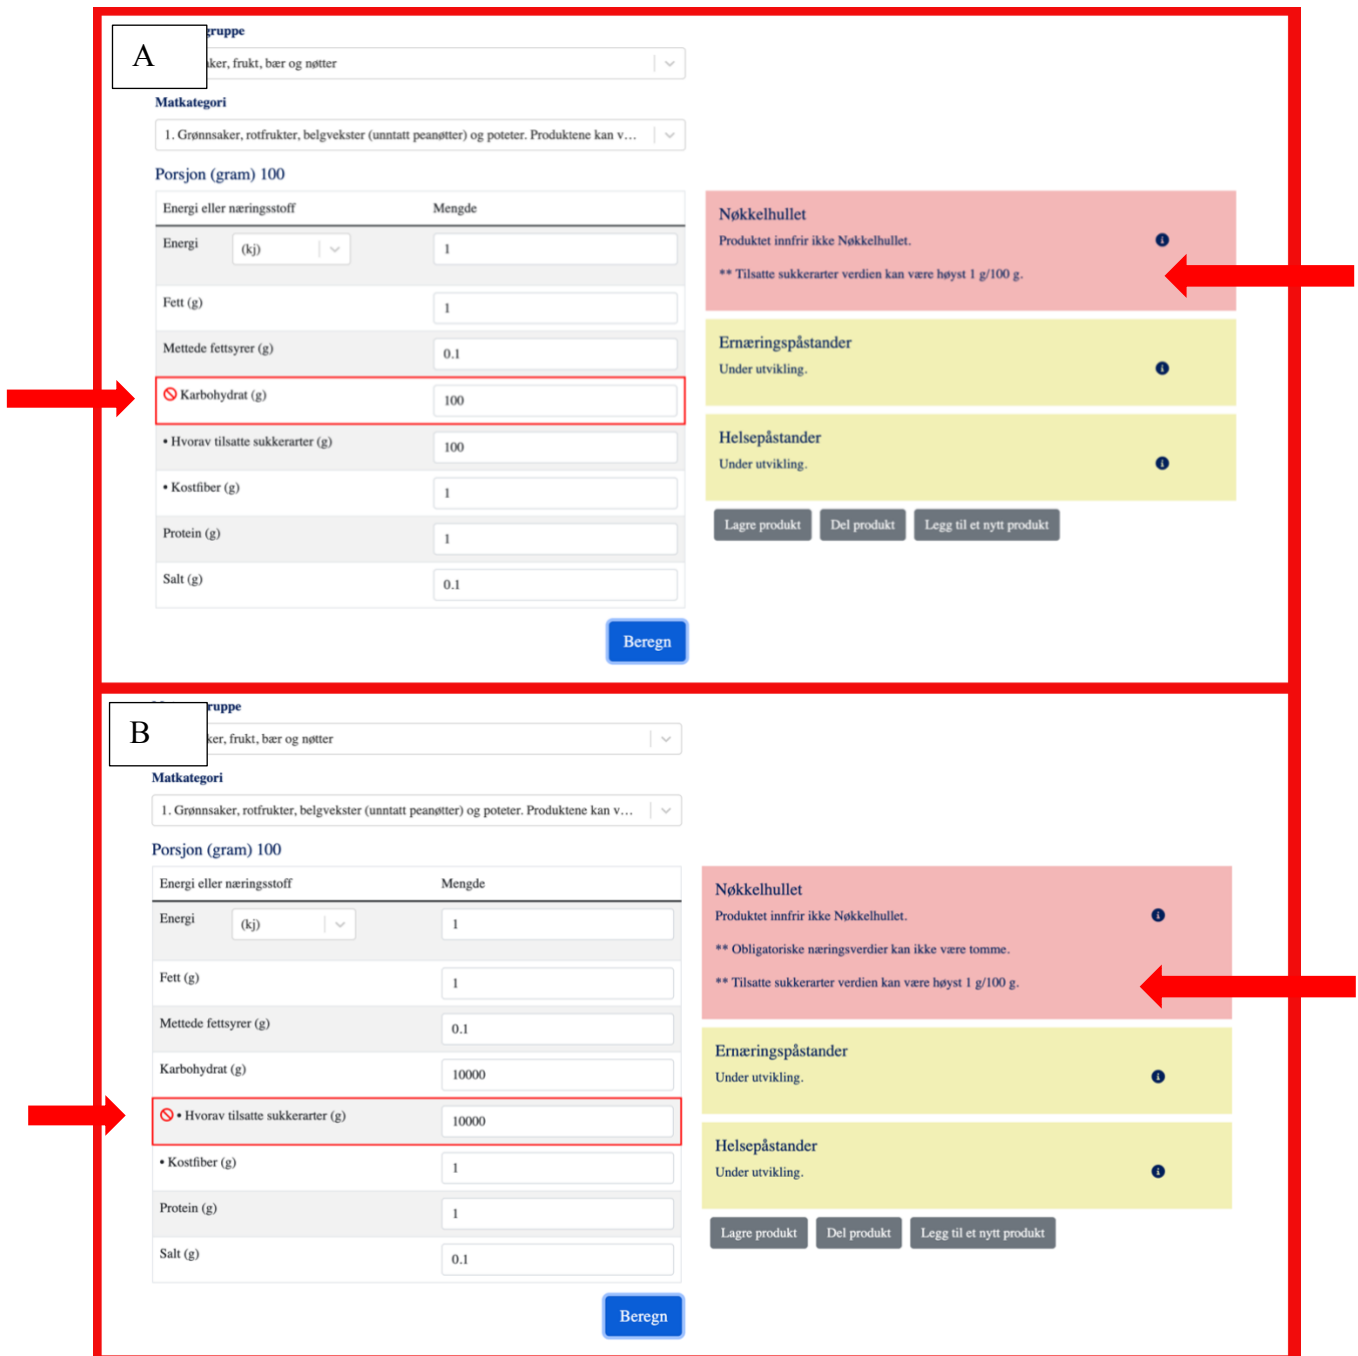 A
gruppe
ker, frukt, bær og nøtter
Matkategori
1. Grønnsaker, rotfrukter, belgvekster (unntatt peanøtter) og poteter. Produktene kan v…
Porsjon (gram) 100
Energi eller næringsstoff Mengde
Energi (kj) 1
Fett (g) 1
Mettede fettsyrer (g) 0.1
Karbohydrat (g) 100
• Hvorav tilsatte sukkerarter (g) 100
• Kostfiber (g) 1
Protein (g) 1
Salt (g) 0.1
Beregn
Nøkkelhullet
Produktet innfrir ikke Nøkkelhullet.
** Tilsatte sukkerarter verdien kan være høyst 1 g/100 g.
Ernæringspåstander
Under utvikling.
Helsepåstander
Under utvikling.
Lagre produkt Del produkt Legg til et nytt produkt
B
ruppe
ker, frukt, bær og nøtter
Matkategori
1. Grønnsaker, rotfrukter, belgvekster (unntatt peanøtter) og poteter. Produktene kan v…
Porsjon (gram) 100
Energi eller næringsstoff Mengde
Energi (kj) 1
Fett (g) 1
Mettede fettsyrer (g) 0.1
Karbohydrat (g) 10000
• Hvorav tilsatte sukkerarter (g) 10000
• Kostfiber (g) 1
Protein (g) 1
Salt (g) 0.1
Beregn
Nøkkelhullet
Produktet innfrir ikke Nøkkelhullet.
** Obligatoriske næringsverdier kan ikke være tomme.
** Tilsatte sukkerarter verdien kan være høyst 1 g/100 g.
Ernæringspåstander
Under utvikling.
Helsepåstander
Under utvikling.
Lagre produkt Del produkt Legg til et nytt produkt